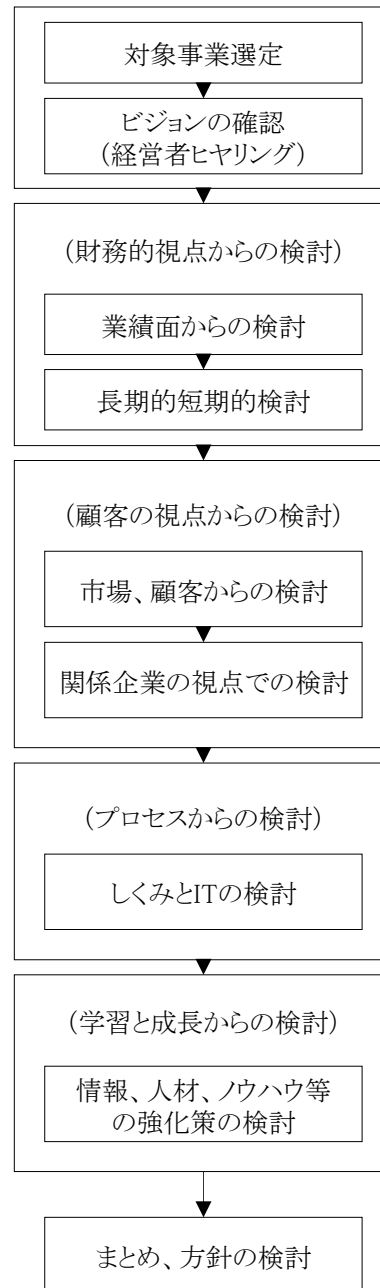 対象事業選定
ビジョンの確認
(経営者ヒヤリング)
(財務的視点からの検討)
業績面からの検討
長期的短期的検討
(顧客の視点からの検討)
市場、顧客からの検討
関係企業の視点での検討
(プロセスからの検討)
しくみとITの検討
(学習と成長からの検討)
情報、人材、ノウハウ等
の強化策の検討
まとめ、方針の検討